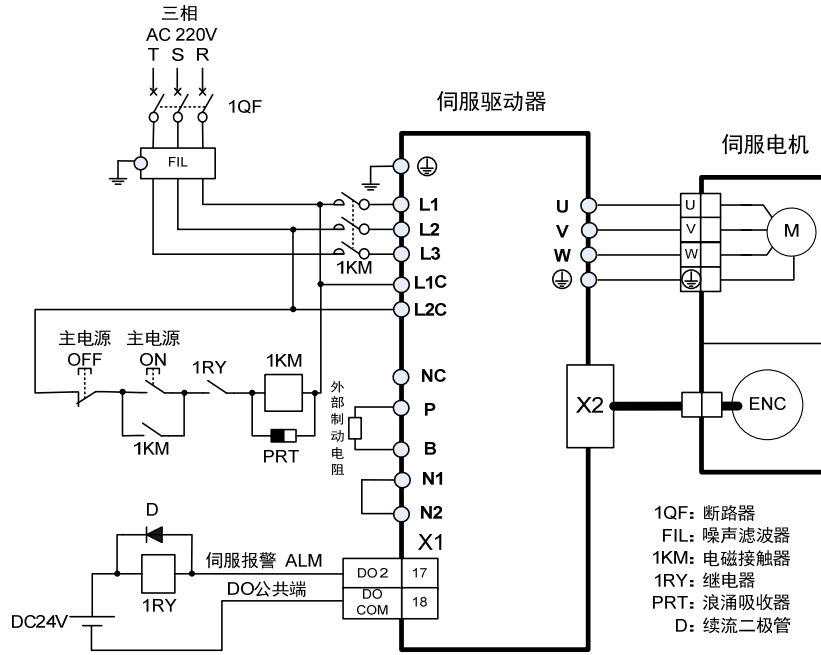 三相
AC 220V
T S R
1QF
FIL
伺服驱动器
伺服电机
L1
L2
L3
1KM
L1C
L2C
U
V
W
U
V
W
M
主电源
OFF
主电源
ON
1RY
1KM
1KM
PRT
外部制动电阻
NC
P
B
N1
N2
X1
X2
ENC
D
1RY
伺服报警 ALM
DO公共端
DO 2
17
DO
COM
18
DC24V
1QF：断路器
FIL：噪声滤波器
1KM：电磁接触器
1RY：继电器
PRT：浪涌吸收器
D：续流二极管